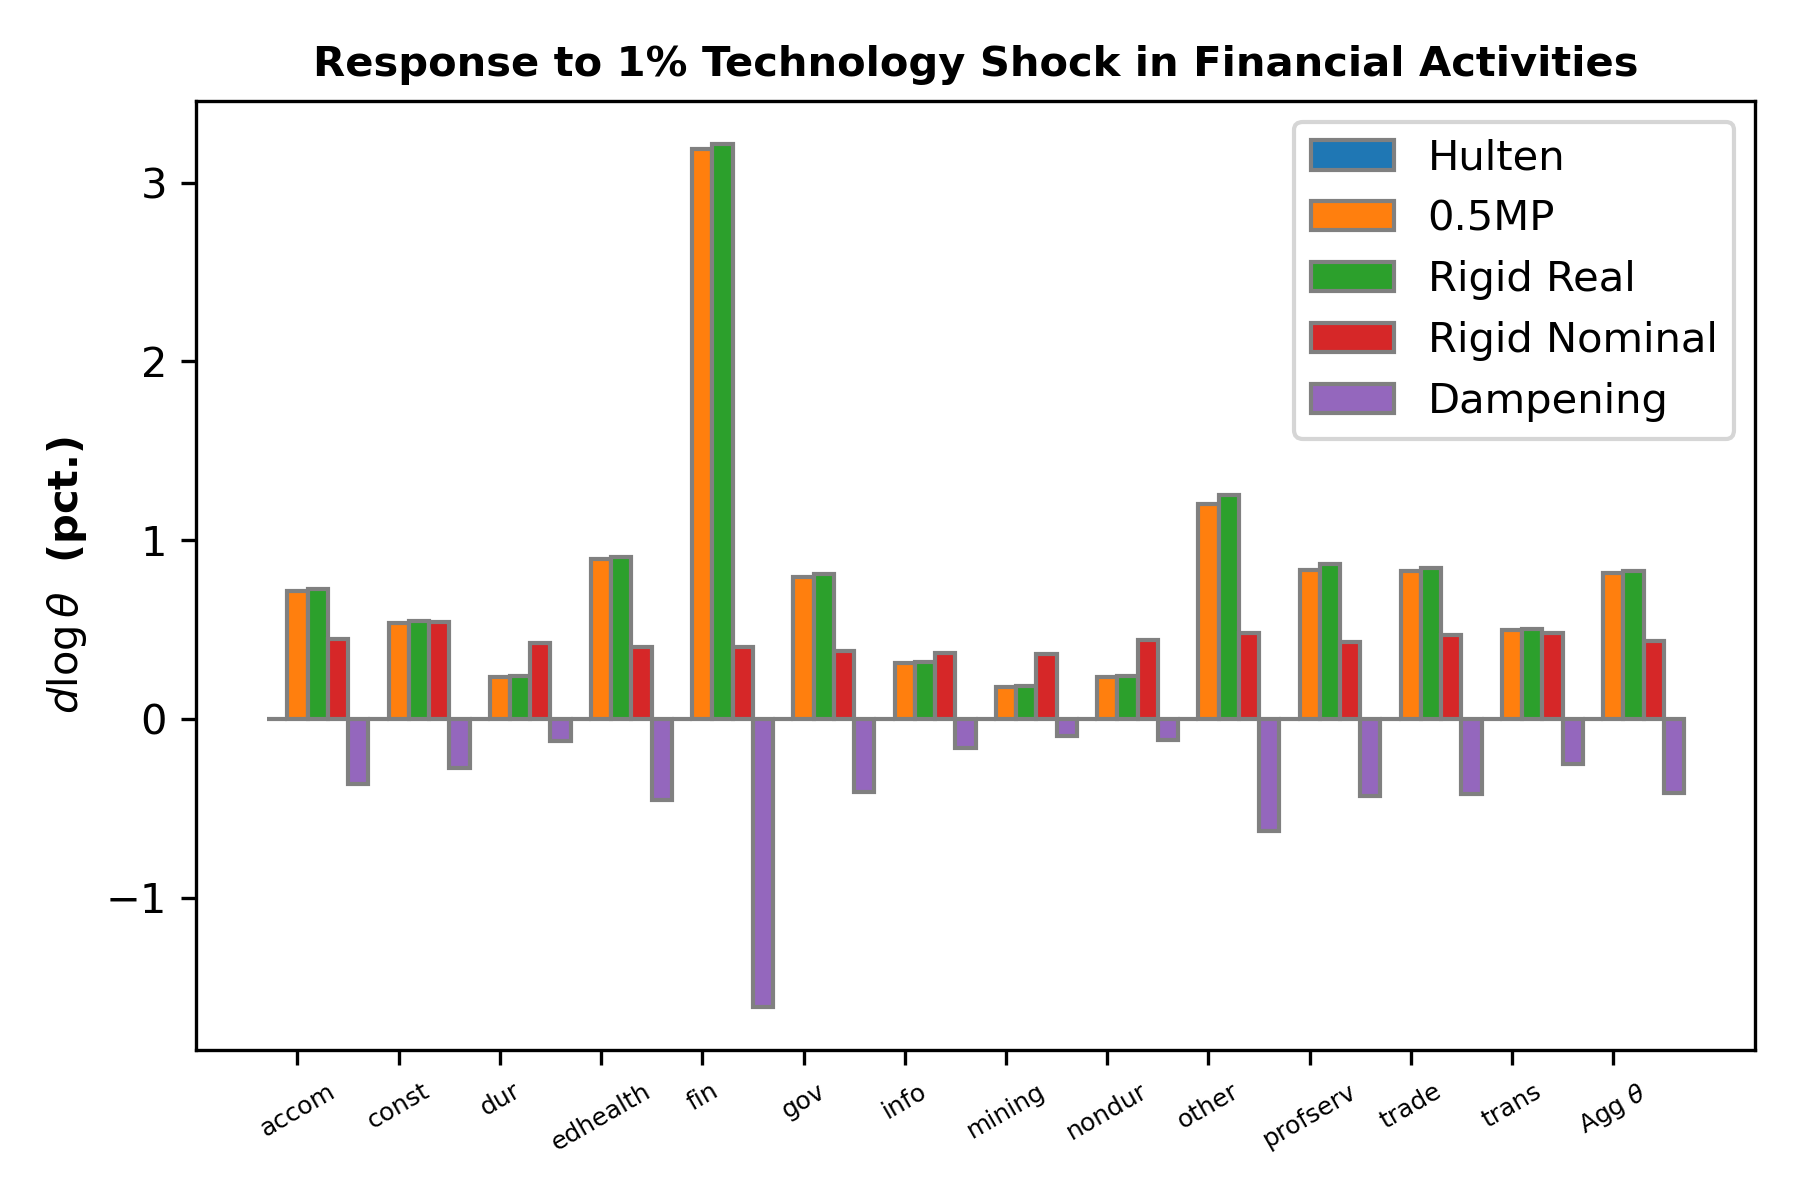 Response to 1% Technology Shock in Financial Activities
Hulten
0.5MP
Rigid Real
Rigid Nominal
Dampening
d log θ (pct.)
3
2
1
0
−1
accom
const
dur
edhealth
fin
gov
info
mining
nondur
other
profserv
trade
trans
Agg θ